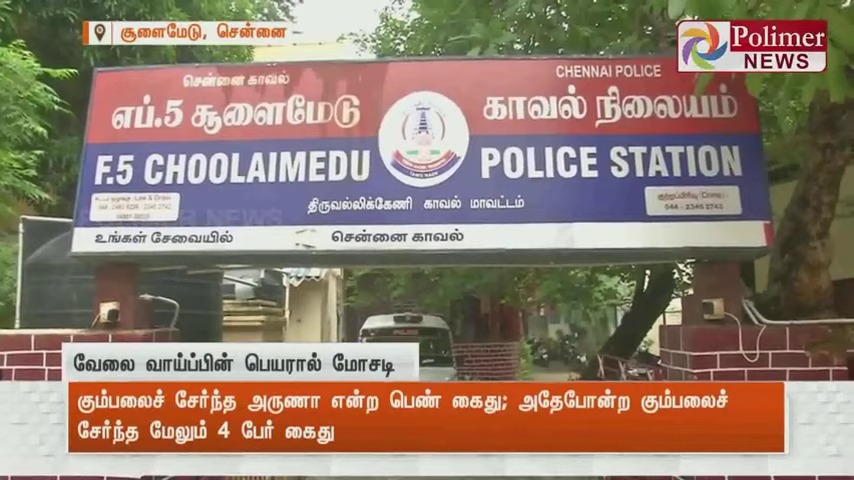 சூளைமேடு, சென்னை
Polimer
NEWS
சென்னை காவல்
CHENNAI POLICE
எப்.5 சூளைமேடு
காவல் நிலையம்
F.5 CHOOLAIMEDU
POLICE STATION
திருவல்லிக்கேணி காவல் மாவட்டம்
உங்கள் சேவையில்
சென்னை காவல்
வேலை வாய்ப்பின் பெயரால் மோசடி
கும்பலைச் சேர்ந்த அருணா என்ற பெண் கைது; அதேபோன்ற கும்பலைச்
சேர்ந்த மேலும் 4 பேர் கைது